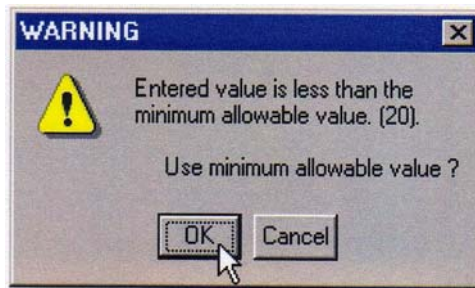 WARNING
Entered value is less than the
minimum allowable value. (20).
Use minimum allowable value ?
OK
Cancel